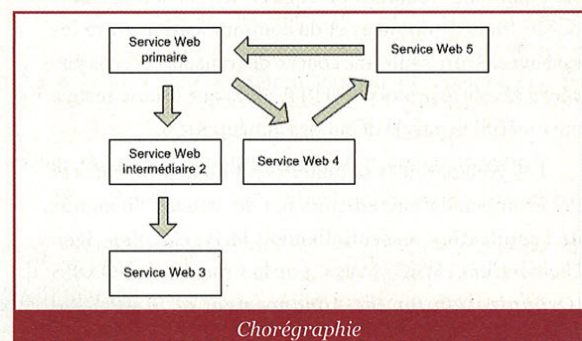 Service Web
primaire
Service Web 5
Service Web
intermédiaire 2
Service Web 4
Service Web 3
Chorégraphie